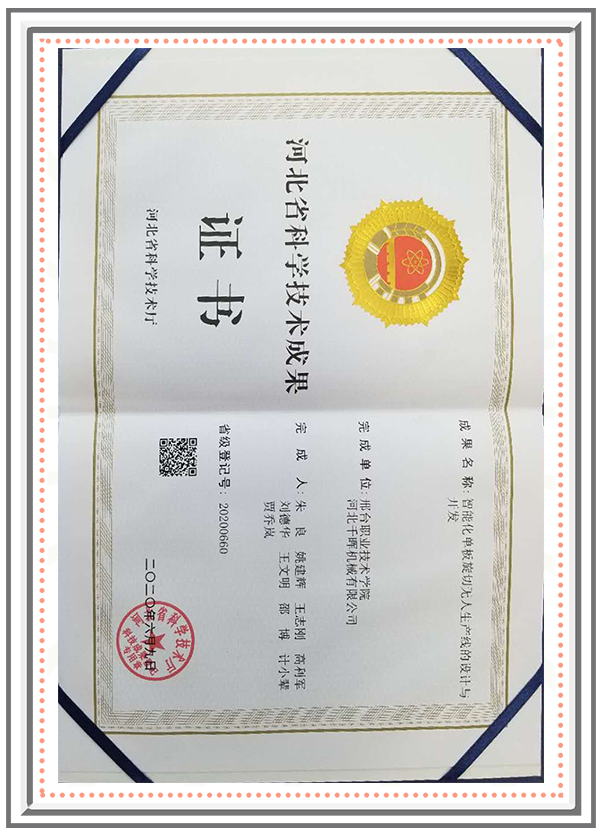 河北省科学技术成果
证书
河北省科学技术厅
成果名称：智能化单板旋切无人生产线的设计与
开发
完成单位：邢台职业技术学院
河北千晖机械有限公司
完成人：朱良 姚建辉 王志刚 高利军
刘德华 王文明 邵博 计小辈
贾乔岚
省级登记号：20200660
二〇二〇年六月九日